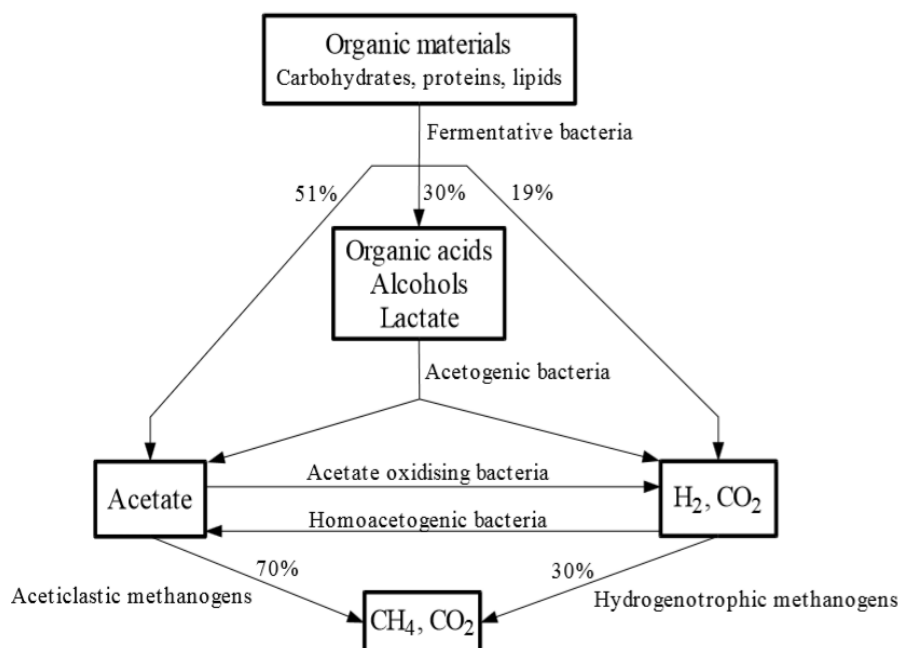 Organic materials
Carbohydrates, proteins, lipids
Fermentative bacteria
51%
30%
19%
Organic acids
Alcohols
Lactate
Acetogenic bacteria
Acetate
Acetate oxidising bacteria
Homoacetogenic bacteria
H₂, CO₂
70%
30%
Aceticlastic methanogens
Hydrogenotrophic methanogens
CH₄, CO₂